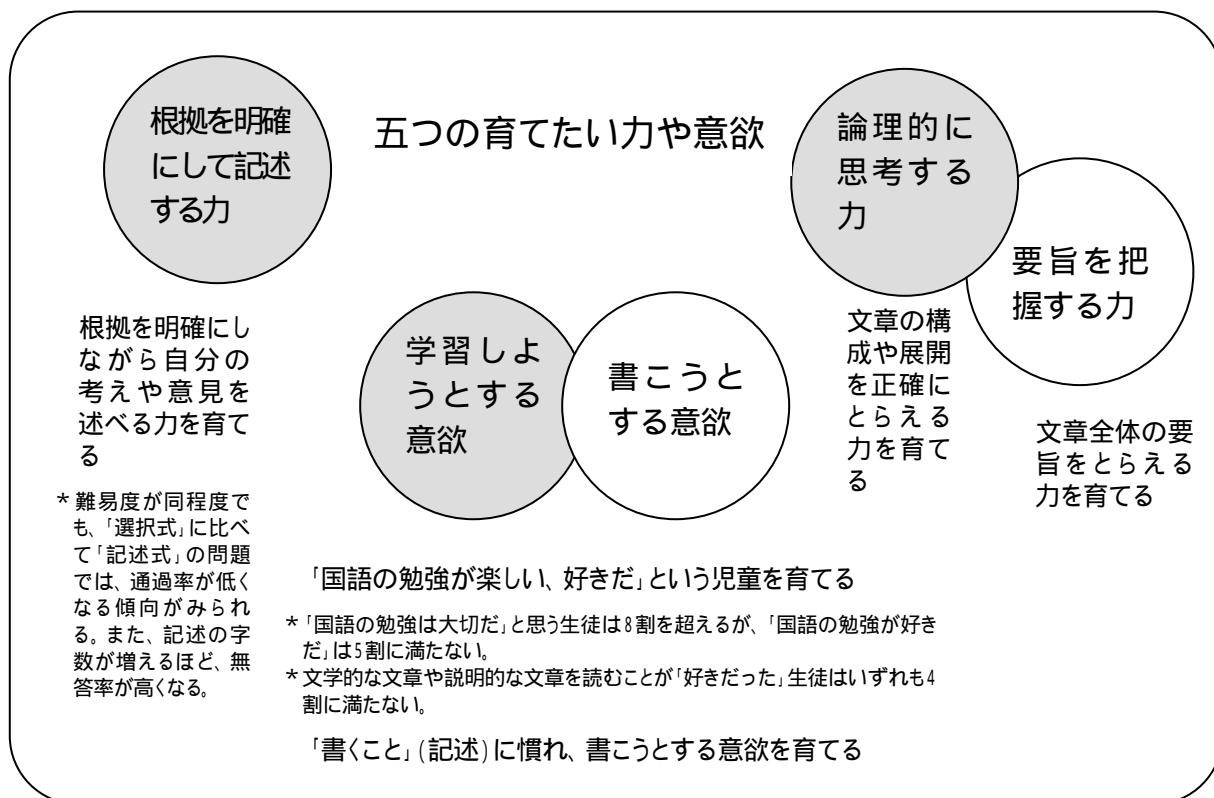 五つの育てたい力や意欲
根拠を明確
にして記述
する力
論理的に
思考する
力
要旨を把
握する力
学習しよ
うとする
意欲
書こうと
する意欲
根拠を明確にし
ながら自分の
考えや意見を
述べる力を育て
る
*難易度が同程度で
も、「選択式」に比べ
て「記述式」の問題
では、通過率が低く
なる傾向がみられ
る。また、記述の字
数が増えるほど、無
答率が高くなる。
文章の構
成や展開
を正確に
とらえる
力を育て
る
文章全体の要
旨をとらえる
力を育てる
「国語の勉強が楽しい、好きだ」という児童を育てる
*「国語の勉強は大切だ」と思う生徒は8割を超えるが、「国語の勉強が好き
だ」は5割に満たない。
*文学的な文章や説明的な文章を読むことが「好きだった」生徒はいずれも4
割に満たない。
「書くこと」(記述)に慣れ、書こうとする意欲を育てる